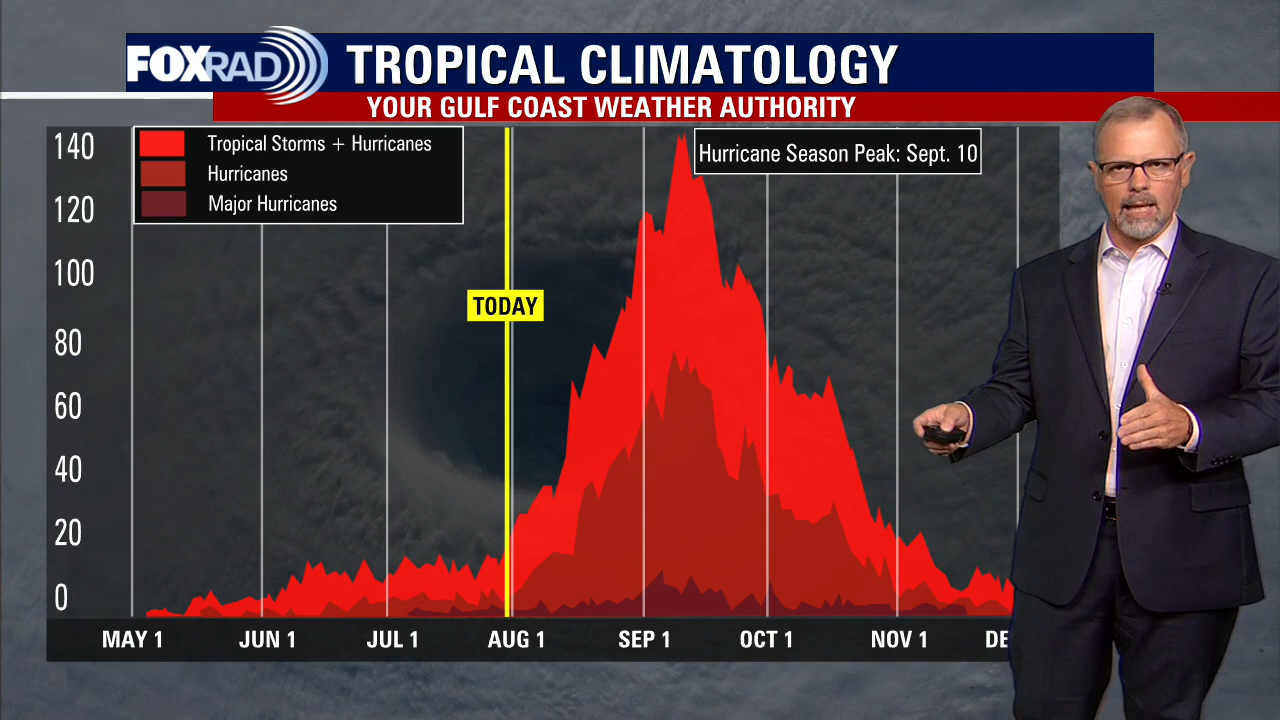 FOXRAD TROPICAL CLIMATOLOGY
YOUR GULF COAST WEATHER AUTHORITY
140
120
100
80
60
40
20
0
Tropical Storms + Hurricanes
Hurricanes
Major Hurricanes
Hurricane Season Peak: Sept. 10
TODAY
MAY 1 JUN 1 JUL 1 AUG 1 SEP 1 OCT 1 NOV 1 DE